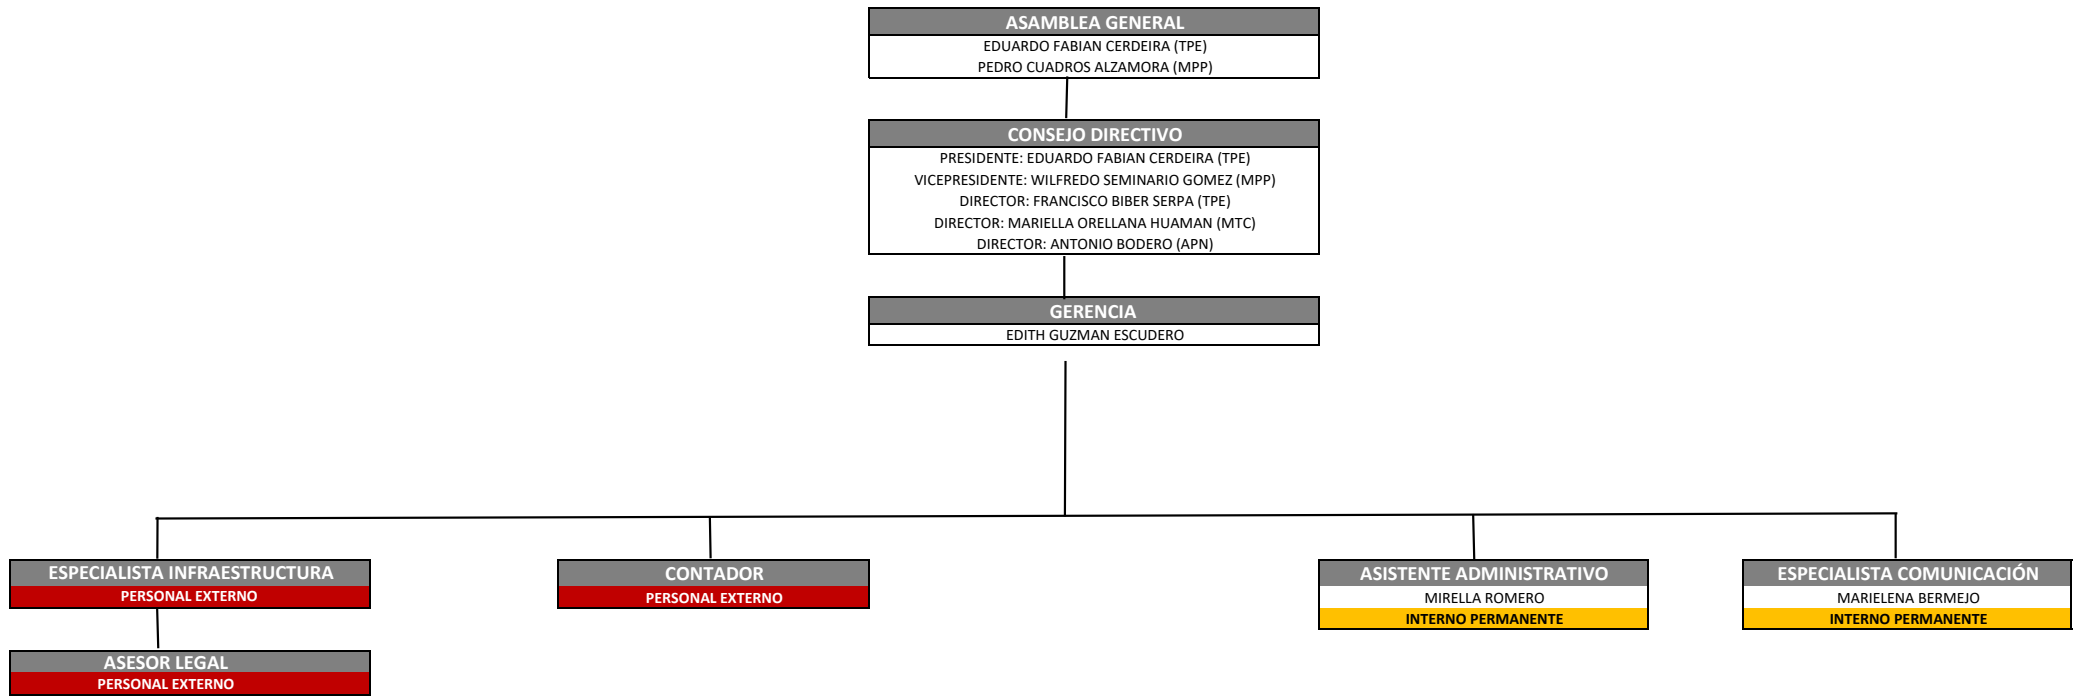 ASAMBLEA GENERAL
EDUARDO FABIAN CERDEIRA (TPE)
PEDRO CUADROS ALZAMORA (MPP)
CONSEJO DIRECTIVO
PRESIDENTE: EDUARDO FABIAN CERDEIRA (TPE)
VICEPRESIDENTE: WILFREDO SEMINARIO GOMEZ (MPP)
DIRECTOR: FRANCISCO BIBER SERPA (TPE)
DIRECTOR: MARIELLA ORELLANA HUAMAN (MTC)
DIRECTOR: ANTONIO BODERO (APN)
GERENCIA
EDITH GUZMAN ESCUDERO
ESPECIALISTA INFRAESTRUCTURA
PERSONAL EXTERNO
CONTADOR
PERSONAL EXTERNO
ASISTENTE ADMINISTRATIVO
MIRELLA ROMERO
INTERNO PERMANENTE
ESPECIALISTA COMUNICACIÓN
MARIELENA BERMEJO
INTERNO PERMANENTE
ASESOR LEGAL
PERSONAL EXTERNO